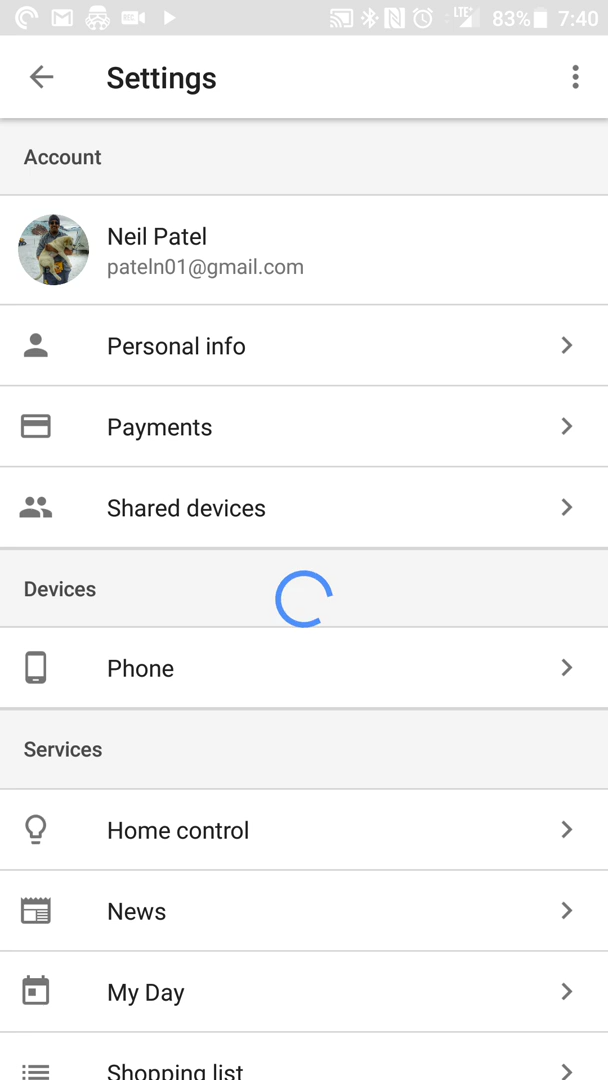 LTE+ 83% 7:40
Settings
Account
Neil Patel
pateln01@gmail.com
Personal info
Payments
Shared devices
Devices
Phone
Services
Home control
News
My Day
Shopping list